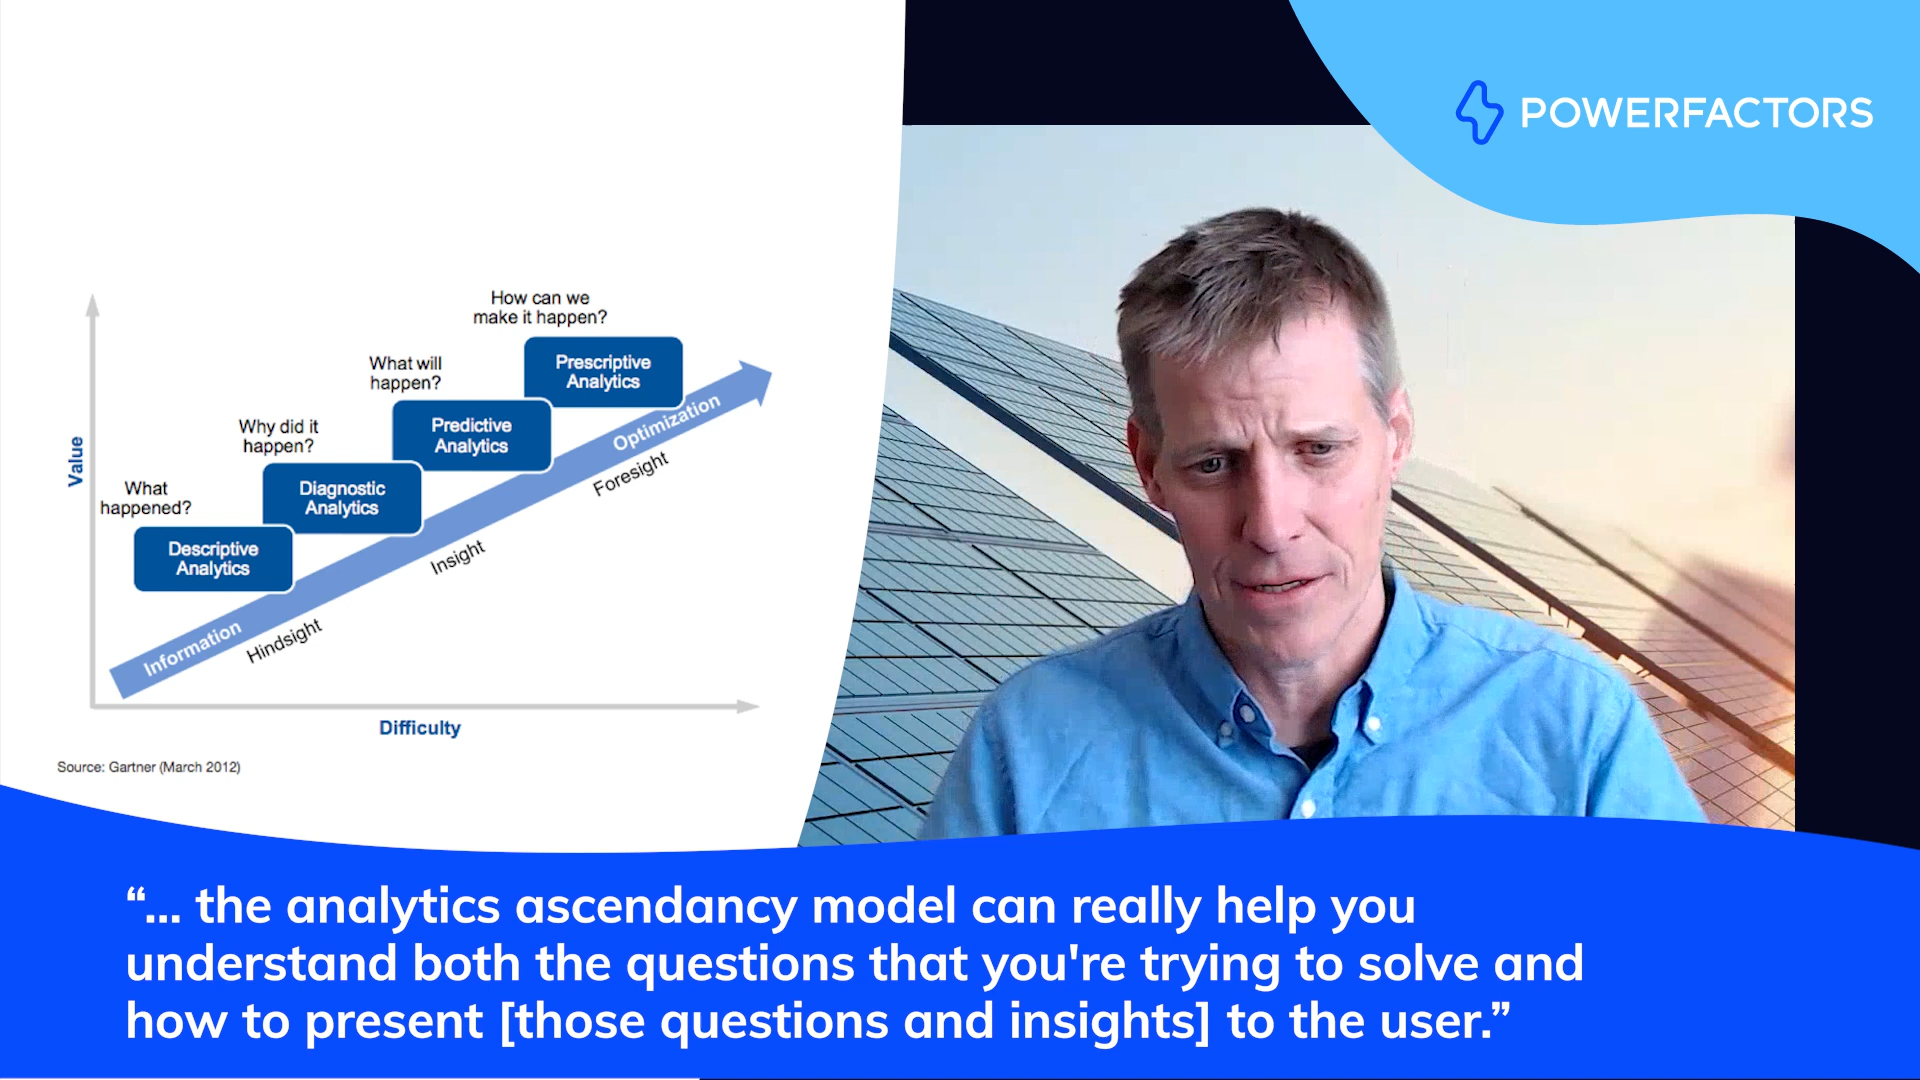 POWERFACTORS
How can we
make it happen?
Prescriptive
Analytics
What will
happen?
Predictive
Analytics
Why did it
happen?
Diagnostic
Analytics
What
happened?
Descriptive
Analytics
Value
Information
Optimization
Hindsight
Insight
Foresight
Difficulty
Source: Gartner (March 2012)
“... the analytics ascendancy model can really help you
understand both the questions that you're trying to solve and
how to present [those questions and insights] to the user.”